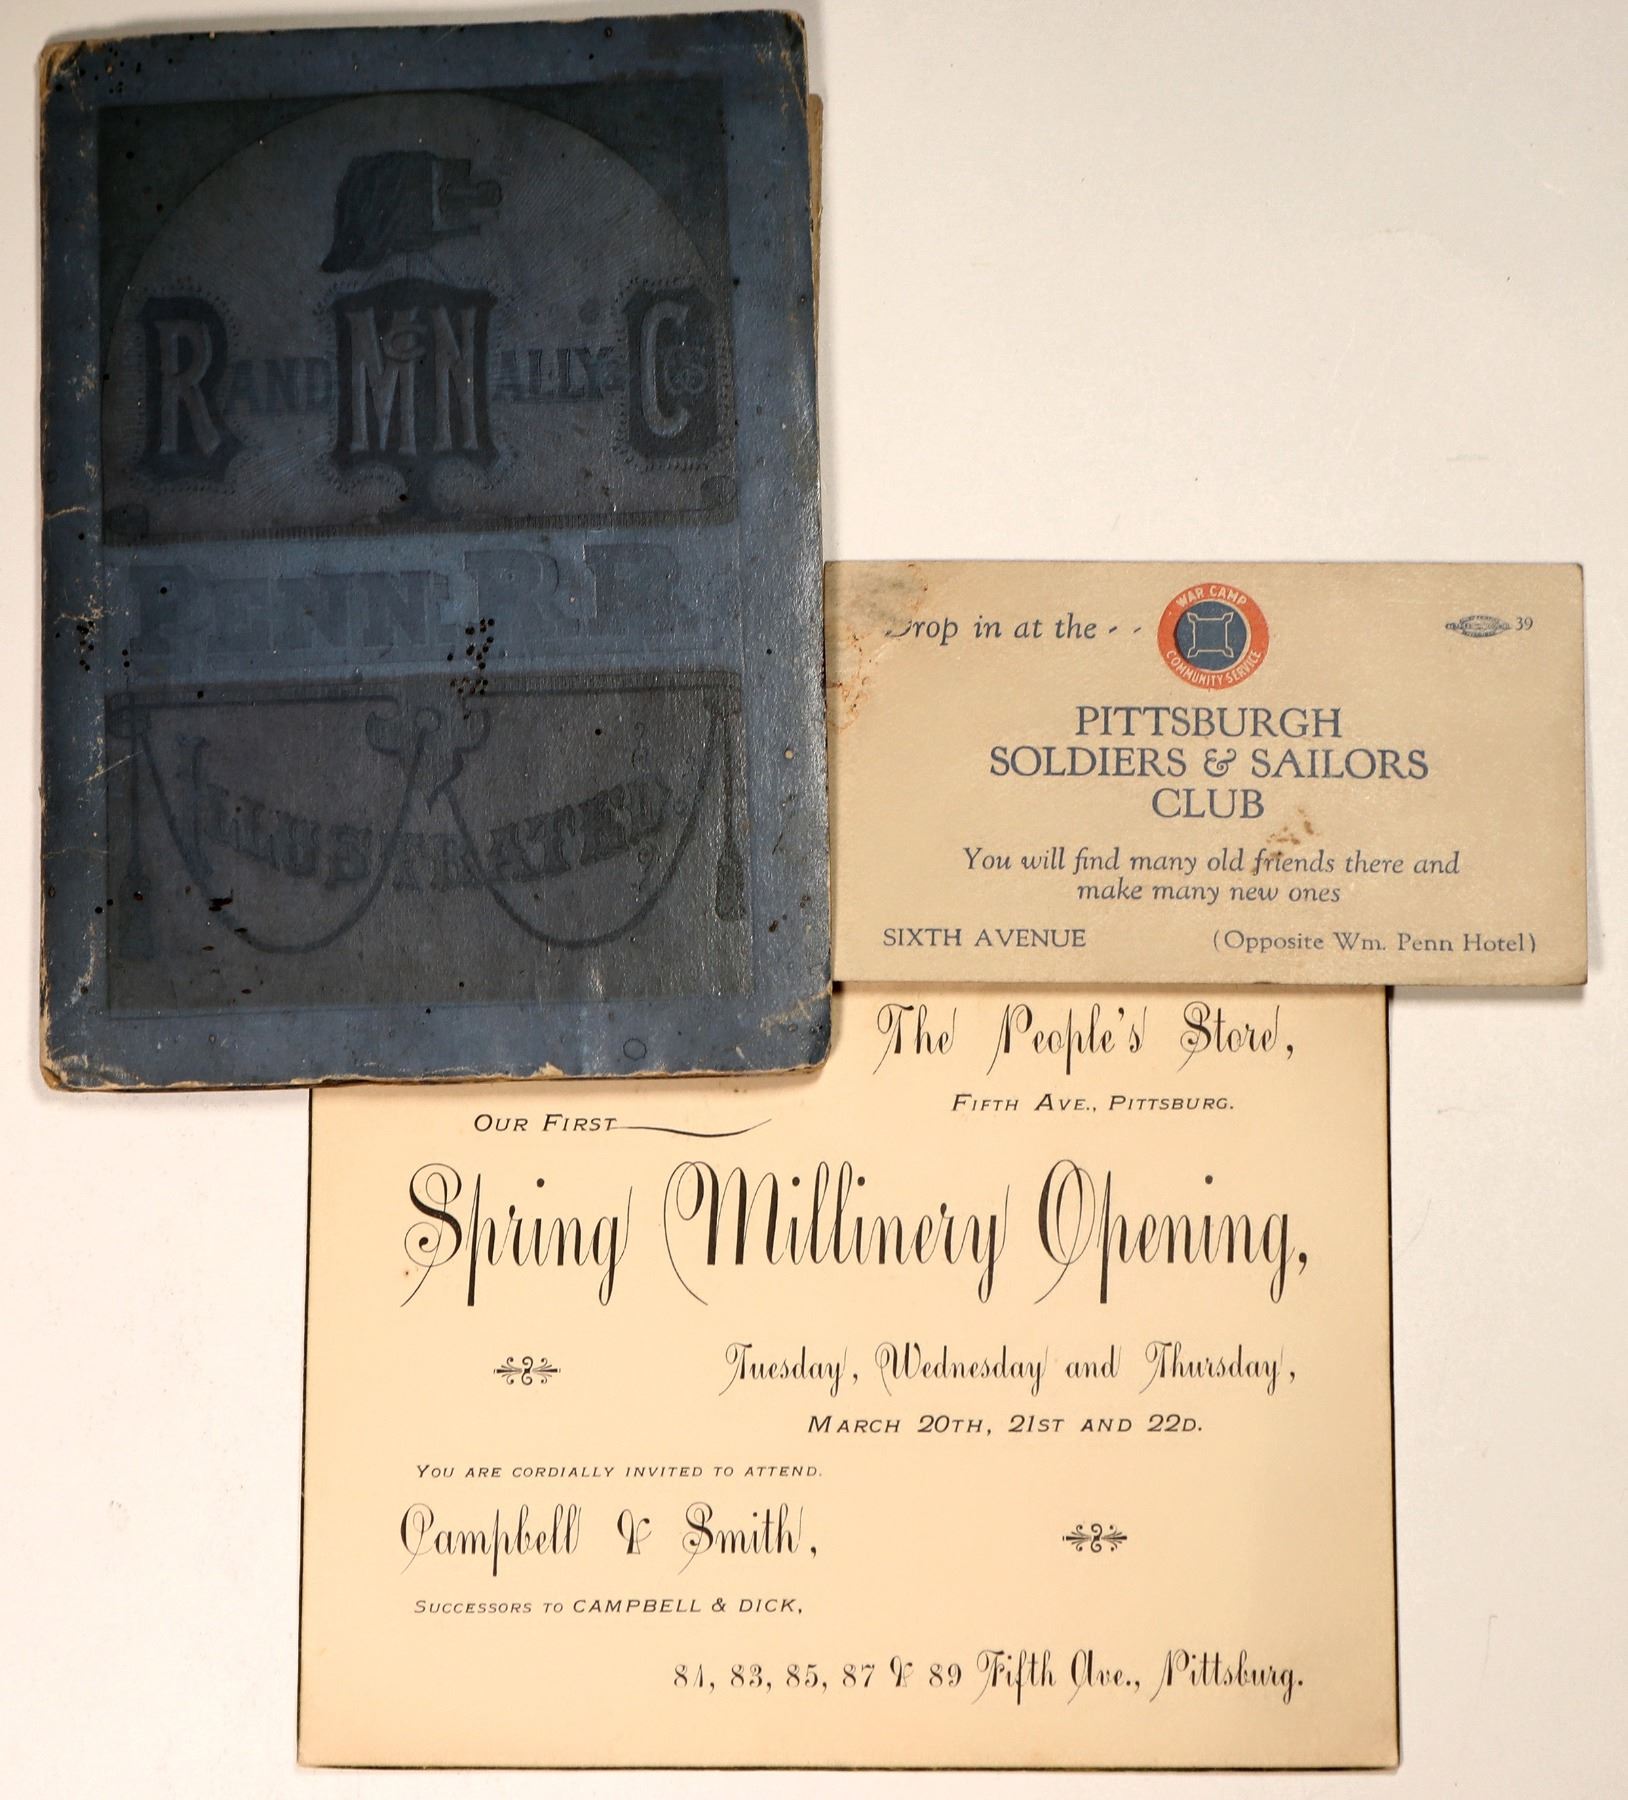 RAND McNALLY & Co
PENN. R.R.
ILLUSTRATED.
Drop in at the - -
WAR CAMP
COMMUNITY SERVICE
39
PITTSBURGH
SOLDIERS & SAILORS
CLUB
You will find many old friends there and
make many new ones
SIXTH AVENUE (Opposite Wm. Penn Hotel)
The People's Store,
FIFTH AVE., PITTSBURG.
OUR FIRST
Spring Millinery Opening,
Tuesday, Wednesday and Thursday,
MARCH 20TH, 21ST AND 22D.
YOU ARE CORDIALLY INVITED TO ATTEND.
Campbell & Smith,
SUCCESSORS TO CAMPBELL & DICK,
81, 83, 85, 87 & 89 Fifth Ave., Pittsburg.